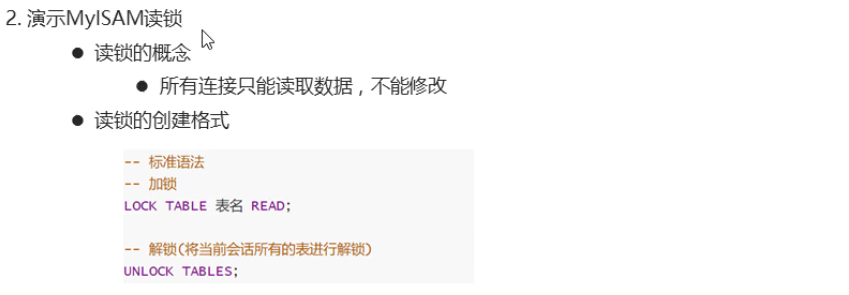 2. 演示MyISAM读锁
● 读锁的概念
● 所有连接只能读取数据，不能修改
● 读锁的创建格式
-- 标准语法
-- 加锁
LOCK TABLE 表名 READ;
-- 解锁(将当前会话所有的表进行解锁)
UNLOCK TABLES;